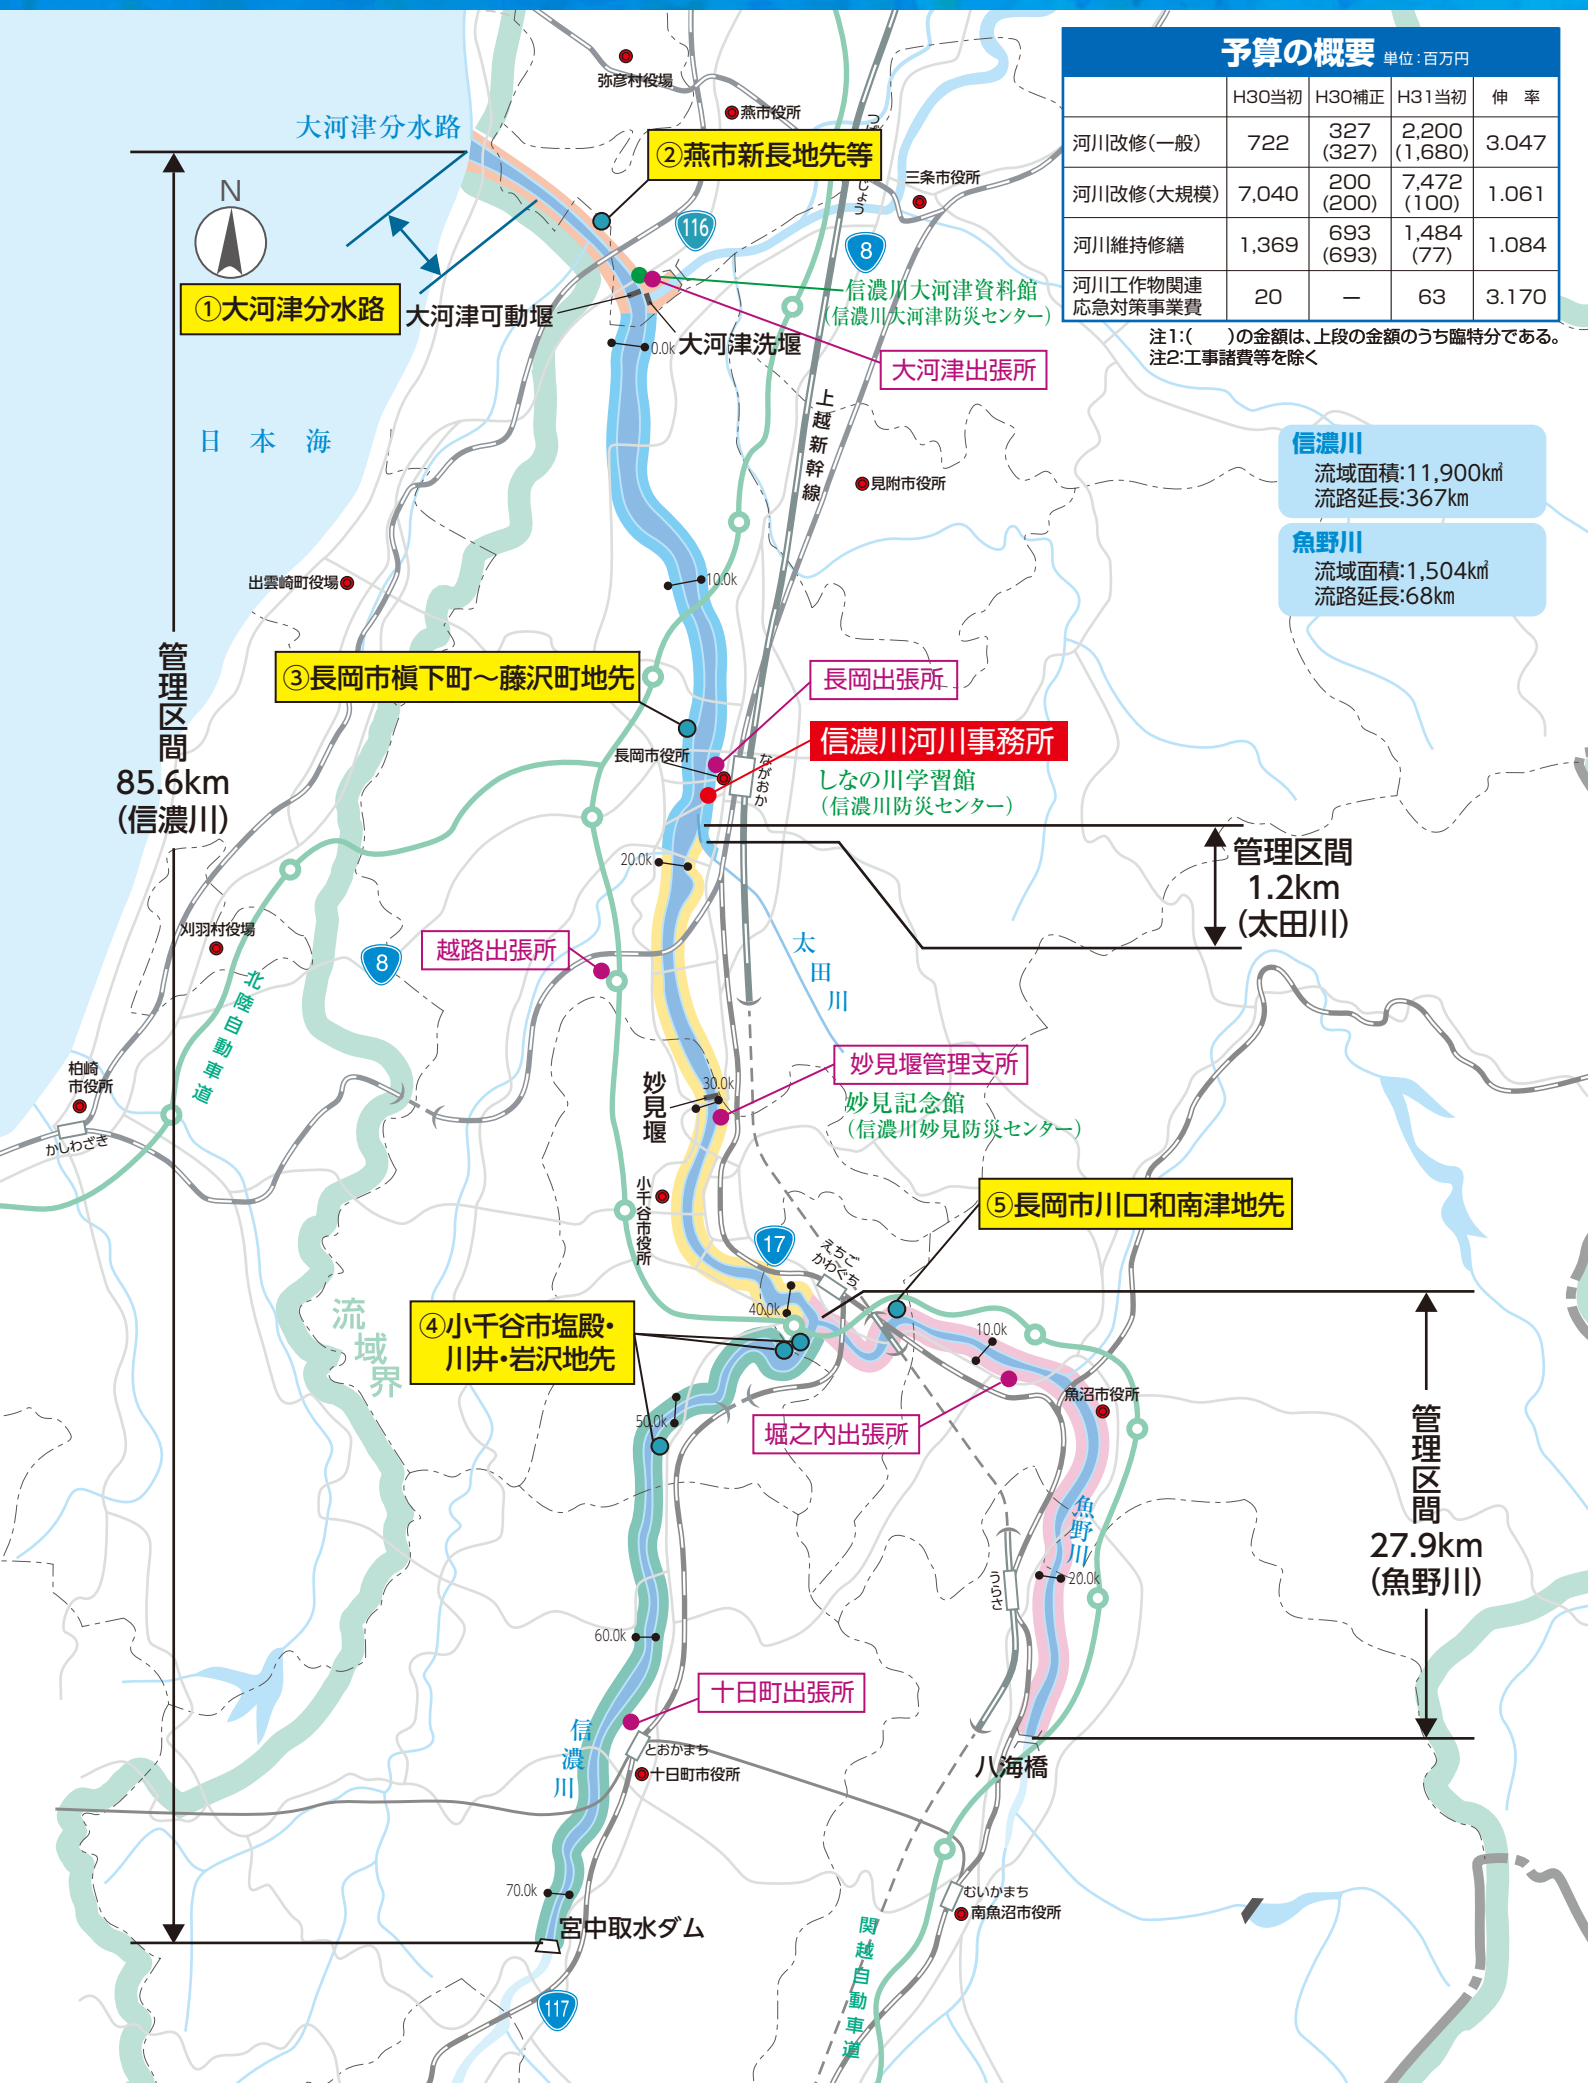 予算の概要 単位:百万円
H30当初 H30補正 H31当初 伸 率
河川改修(一般) 722 327 (327) 2,200 (1,680) 3.047
河川改修(大規模) 7,040 200 (200) 7,472 (100) 1.061
河川維持修繕 1,369 693 (693) 1,484 (77) 1.084
河川工作物関連 応急対策事業費 20 － 63 3.170
注1:(　　)の金額は、上段の金額のうち臨特分である。
注2:工事諸費等を除く
信濃川
流域面積:11,900㎢
流路延長:367㎞
魚野川
流域面積:1,504㎢
流路延長:68㎞
弥彦村役場
燕市役所
大河津分水路
②燕市新長地先等
三条市役所
N
116
8
①大河津分水路
大河津可動堰
信濃川大河津資料館
(信濃川大河津防災センター)
0.0k
大河津洗堰
大河津出張所
上越新幹線
日本海
見附市役所
出雲崎町役場
10.0k
管理区間
85.6km
(信濃川)
③長岡市槇下町～藤沢町地先
長岡出張所
信濃川河川事務所
長岡市役所
ながおか
しなの川学習館
(信濃川防災センター)
20.0k
管理区間
1.2km
(太田川)
刈羽村役場
越路出張所
8
太田川
北陸自動車道
柏崎
市役所
かしわざき
妙見堰
30.0k
妙見堰管理支所
妙見記念館
(信濃川妙見防災センター)
小千谷市役所
⑤長岡市川口和南津地先
17
えちご
かわぐち
流域界
④小千谷市塩殿・
川井・岩沢地先
40.0k
10.0k
魚沼市役所
50.0k
堀之内出張所
管理区間
27.9km
(魚野川)
魚野川
うらさ
20.0k
60.0k
十日町出張所
信濃川
とおかまち
十日町市役所
八海橋
70.0k
宮中取水ダム
むいかまち
南魚沼市役所
関越自動車道
117